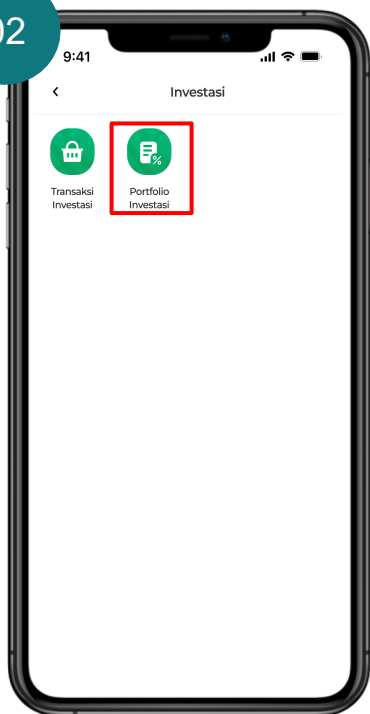 02
9:41
Investasi
%
Transaksi
Investasi
Portfolio
Investasi